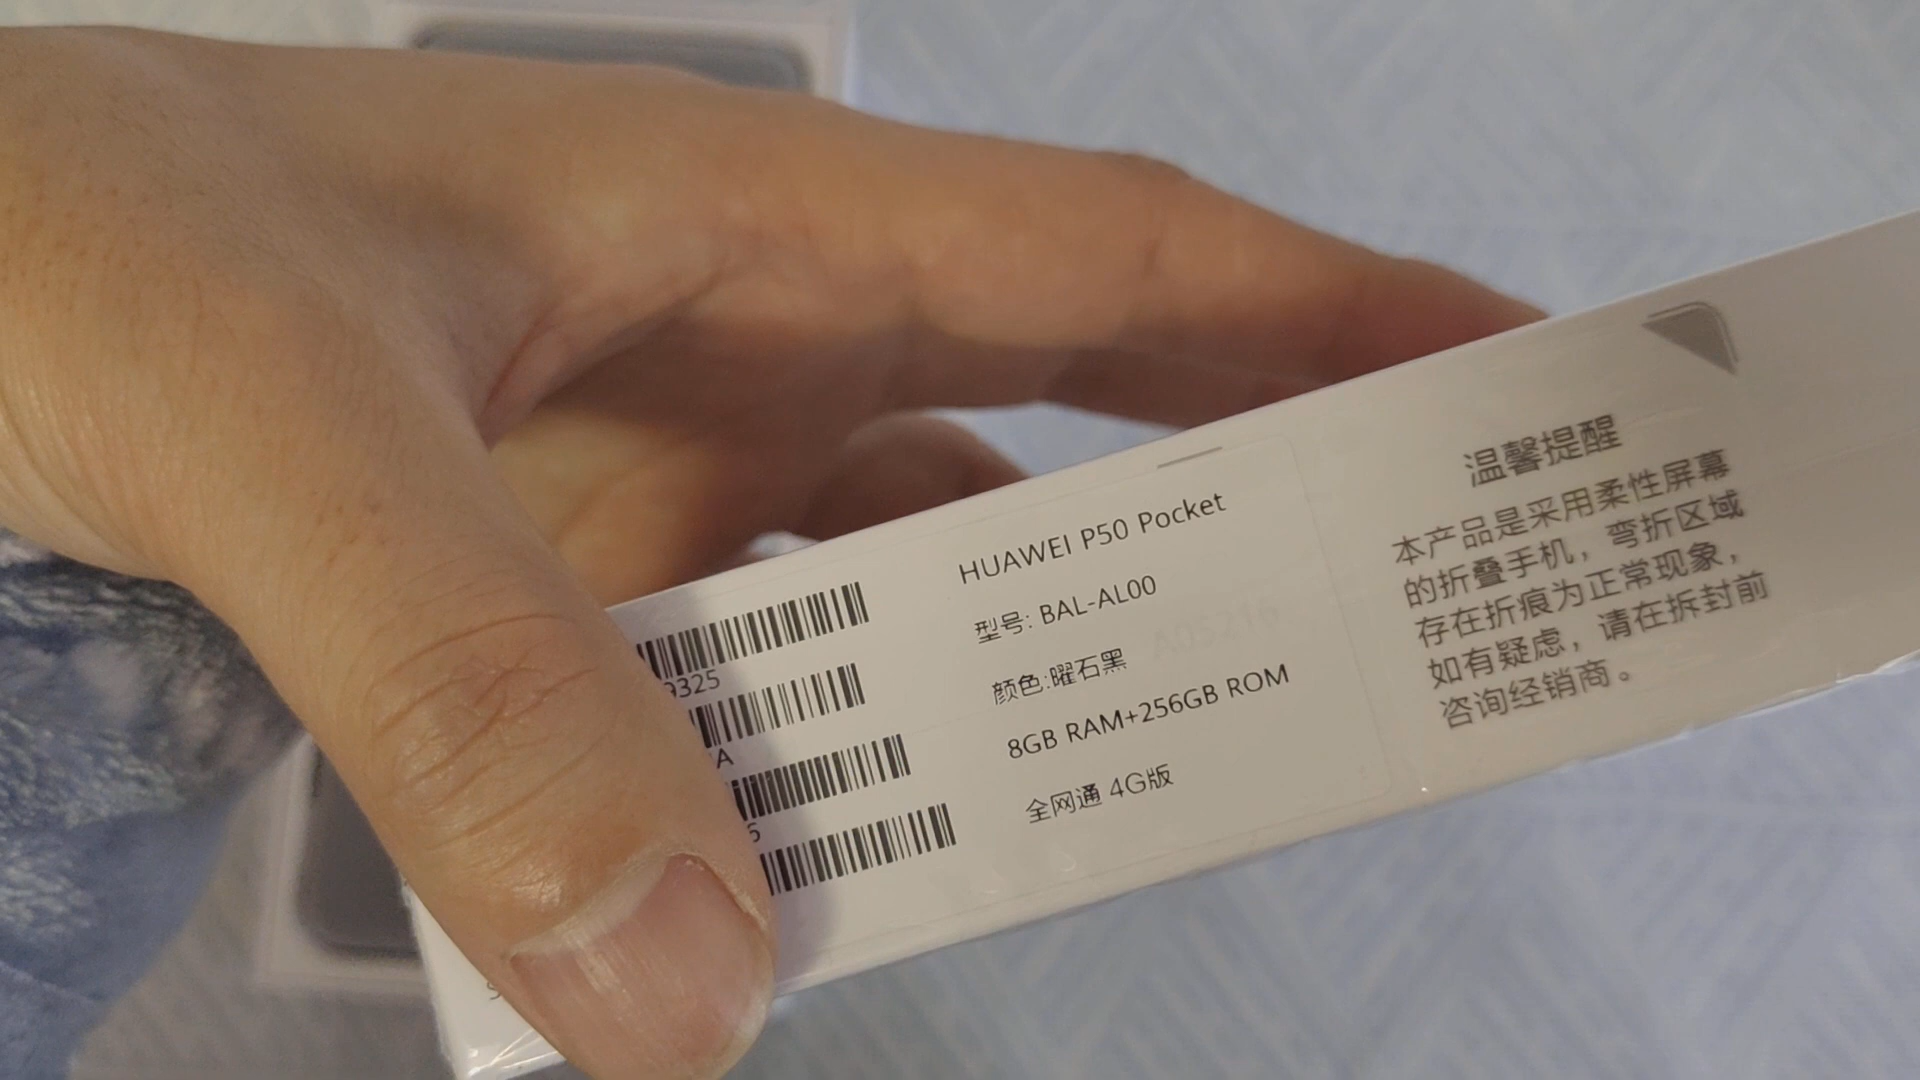 9325
A
5
HUAWEI P50 Pocket
型号: BAL-AL00
颜色:曜石黑
8GB RAM+256GB ROM
全网通 4G版
温馨提醒
本产品是采用柔性屏幕
的折叠手机，弯折区域
存在折痕为正常现象，
如有疑虑，请在拆封前
咨询经销商。